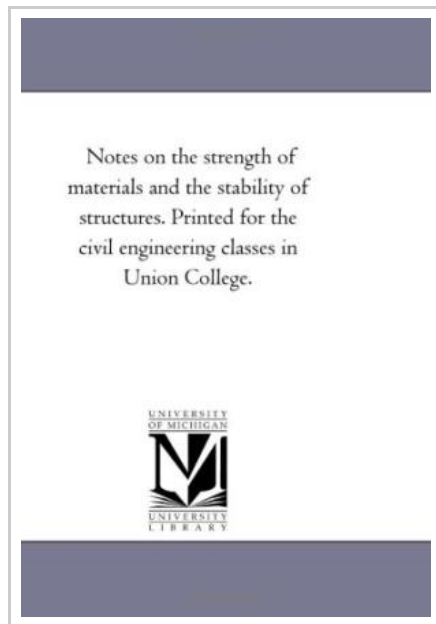 Notes on the strength of
materials and the stability of
structures. Printed for the
civil engineering classes in
Union College.
UNIVERSITY
OF MICHIGAN
UNIVERSITY
LIBRARY